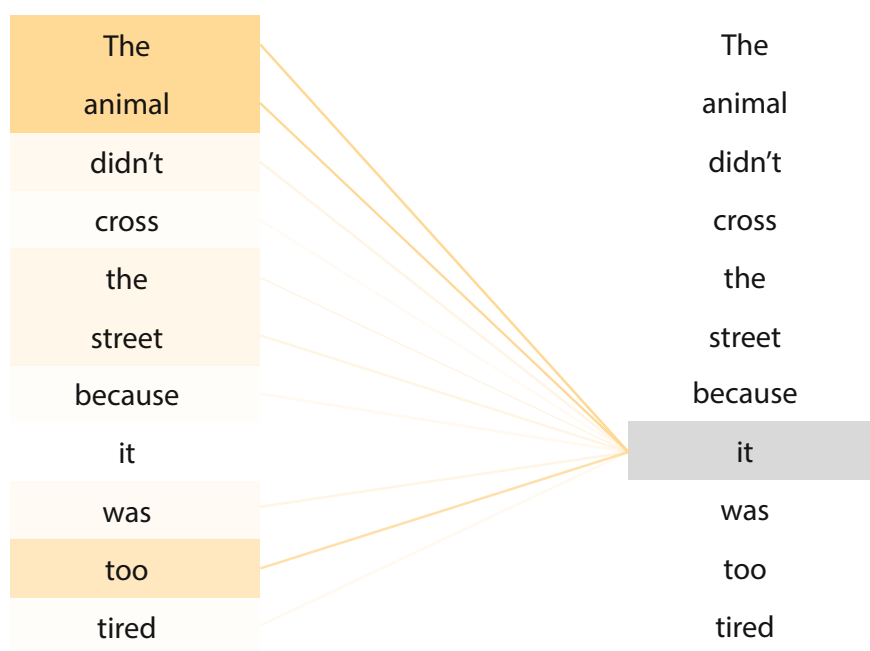 The The
animal animal
didn’t didn’t
cross cross
the the
street street
because because
it it
was was
too too
tired tired